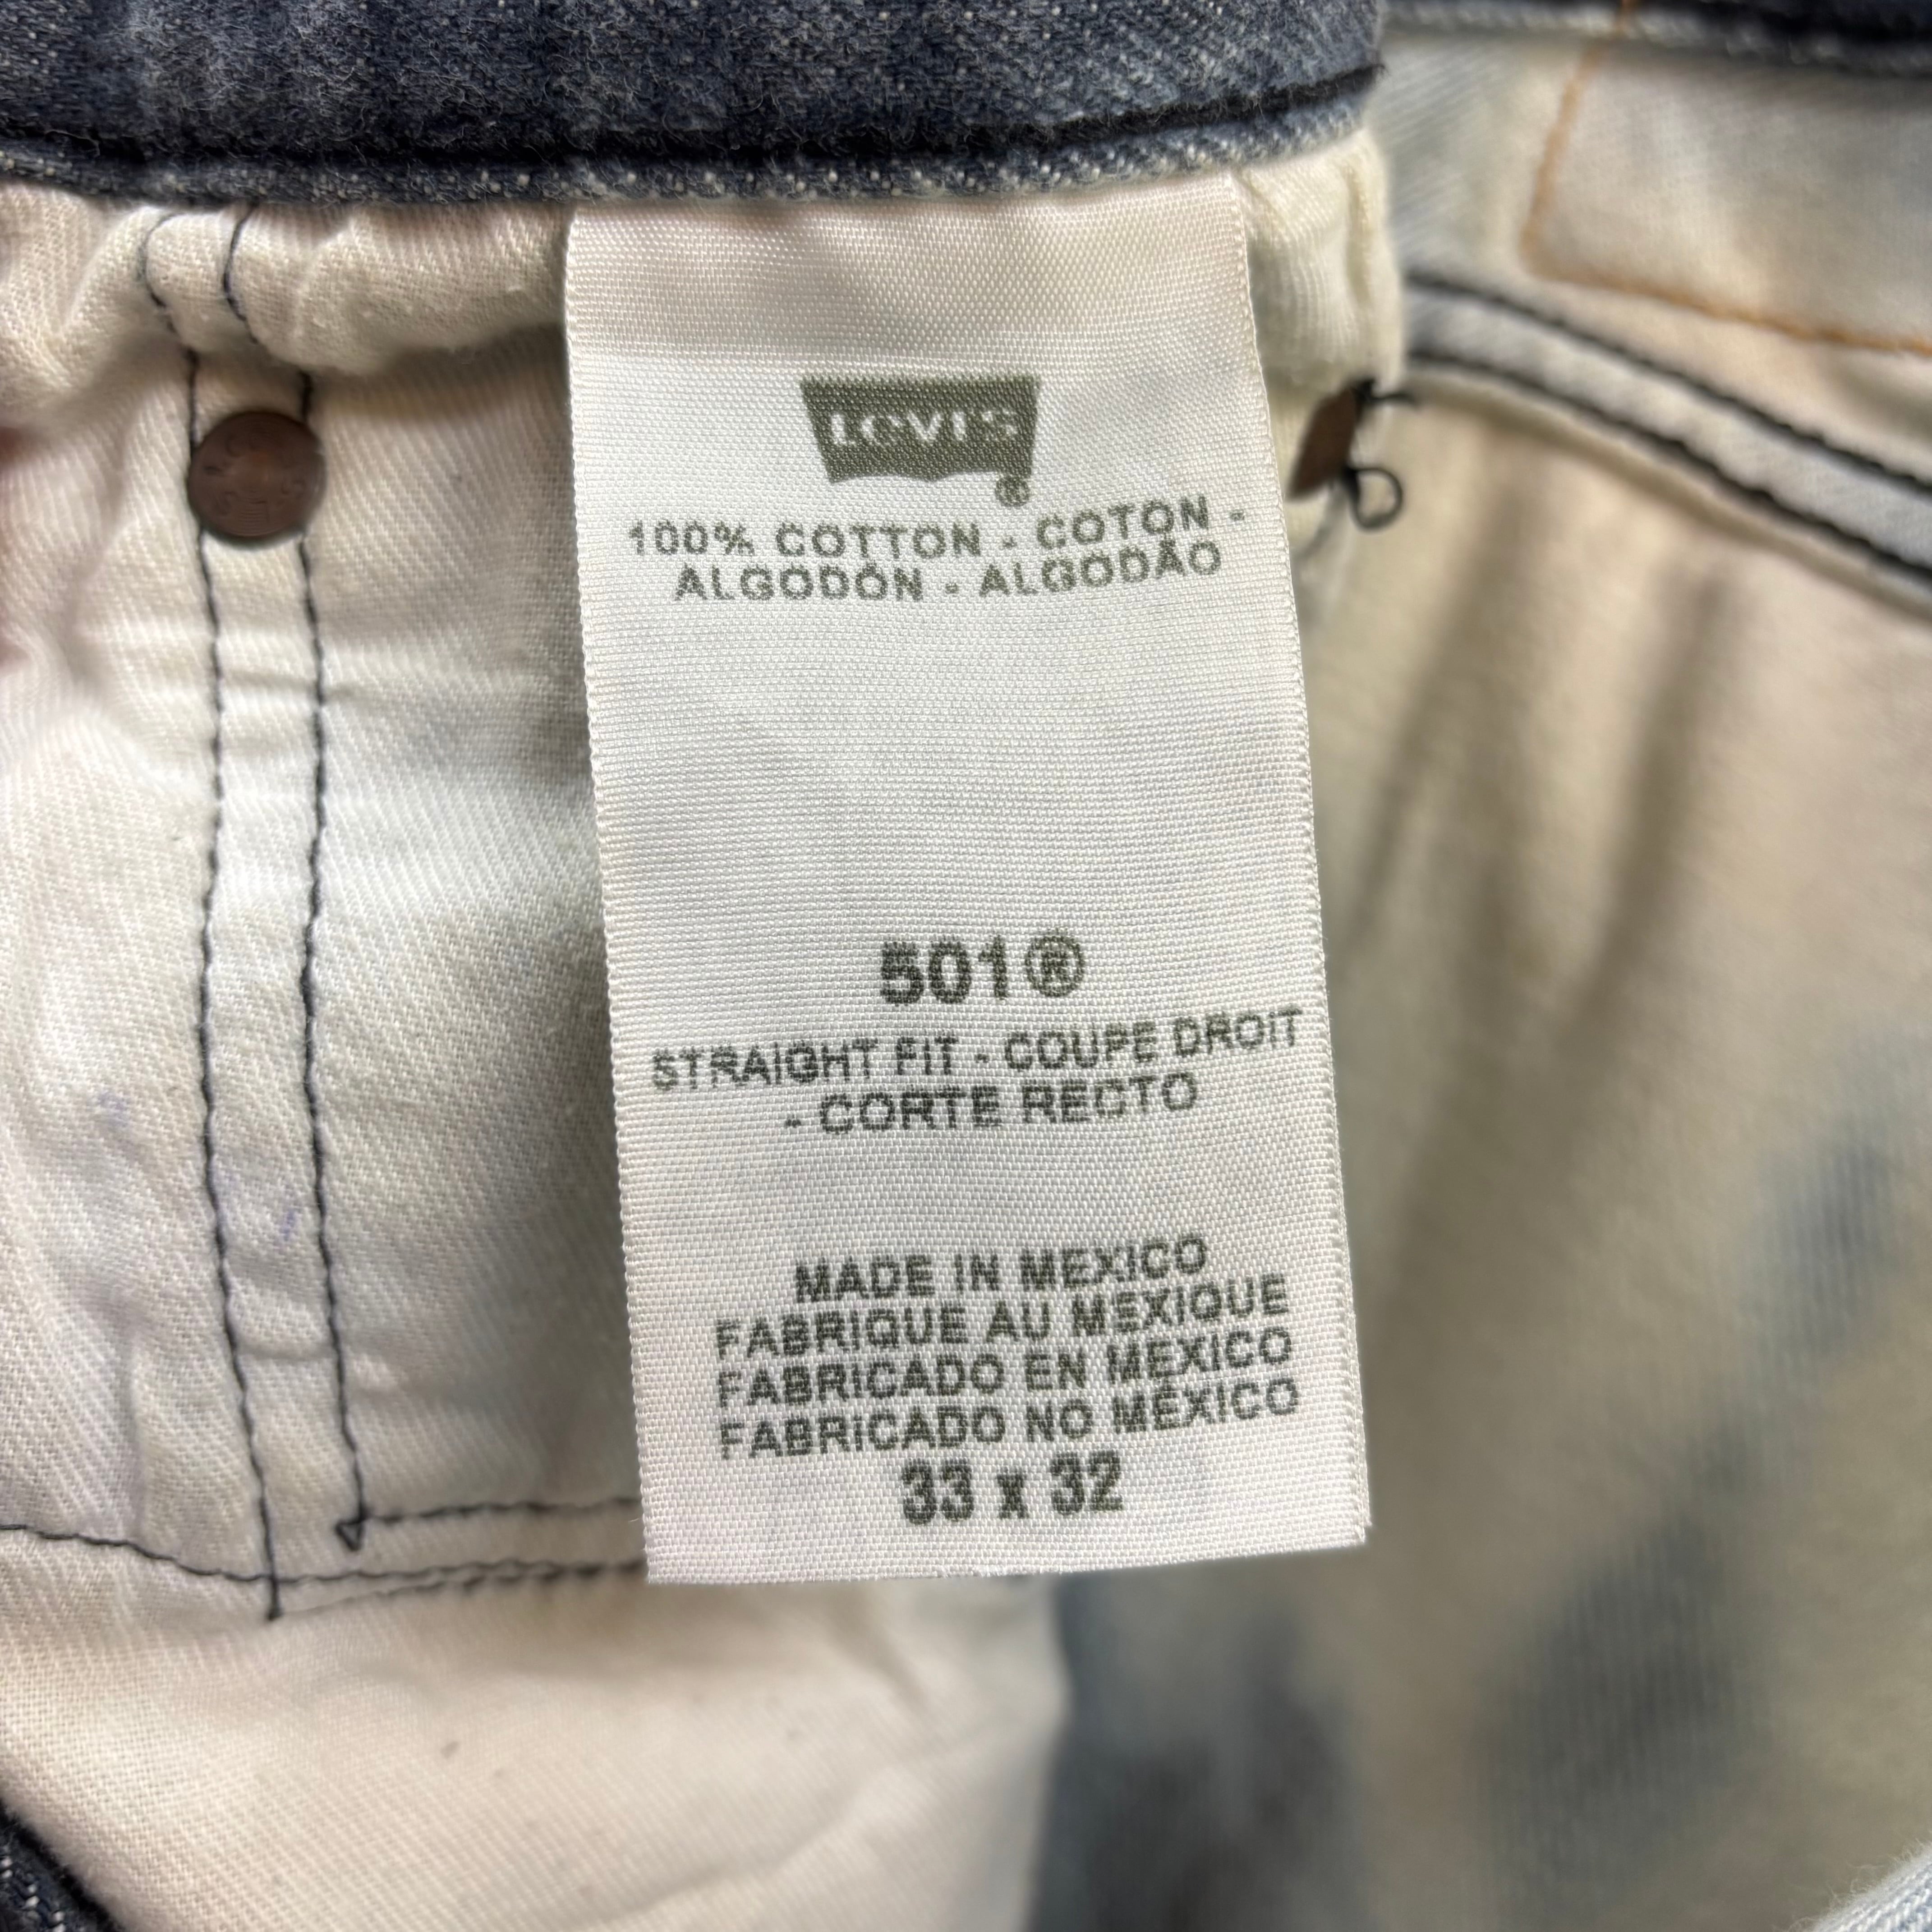 LEVI'S
®
100% COTTON - COTON -
ALGODÓN - ALGODÃO
501®
STRAIGHT FIT - COUPE DROIT
- CORTE RECTO
MADE IN MEXICO
FABRIQUE AU MEXIQUE
FABRICADO EN MEXICO
FABRICADO NO MÉXICO
33 x 32